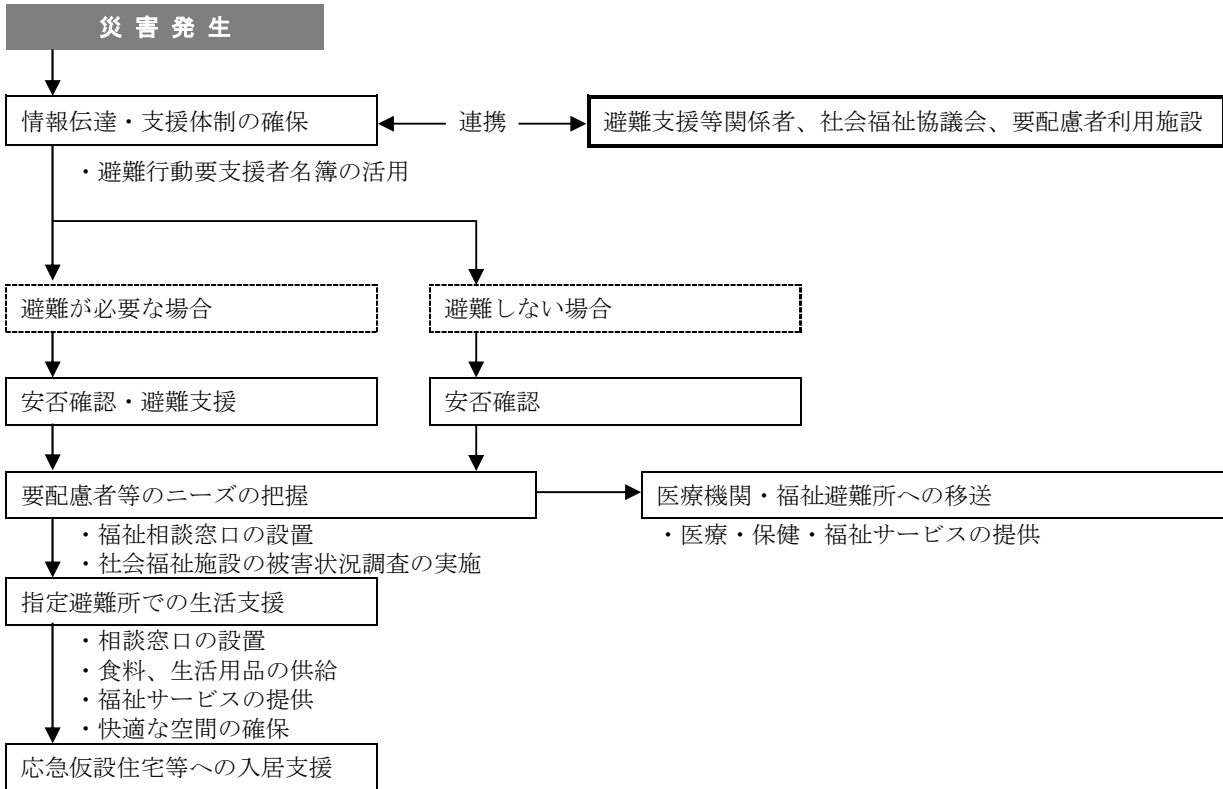 災害発生
情報伝達・支援体制の確保
連携
避難支援等関係者、社会福祉協議会、要配慮者利用施設
・避難行動要支援者名簿の活用
避難が必要な場合
避難しない場合
安否確認・避難支援
安否確認
要配慮者等のニーズの把握
医療機関・福祉避難所への移送
・福祉相談窓口の設置
・医療・保健・福祉サービスの提供
・社会福祉施設の被害状況調査の実施
指定避難所での生活支援
・相談窓口の設置
・食料、生活用品の供給
・福祉サービスの提供
・快適な空間の確保
応急仮設住宅等への入居支援